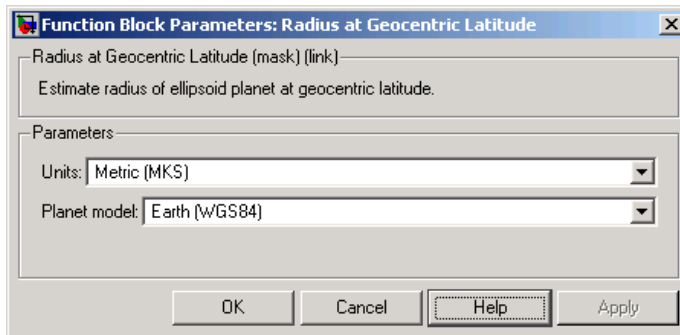 Function Block Parameters: Radius at Geocentric Latitude
Radius at Geocentric Latitude (mask) (link)
Estimate radius of ellipsoid planet at geocentric latitude.
Parameters
Units: Metric (MKS)
Planet model: Earth (WGS84)
OK Cancel Help Apply